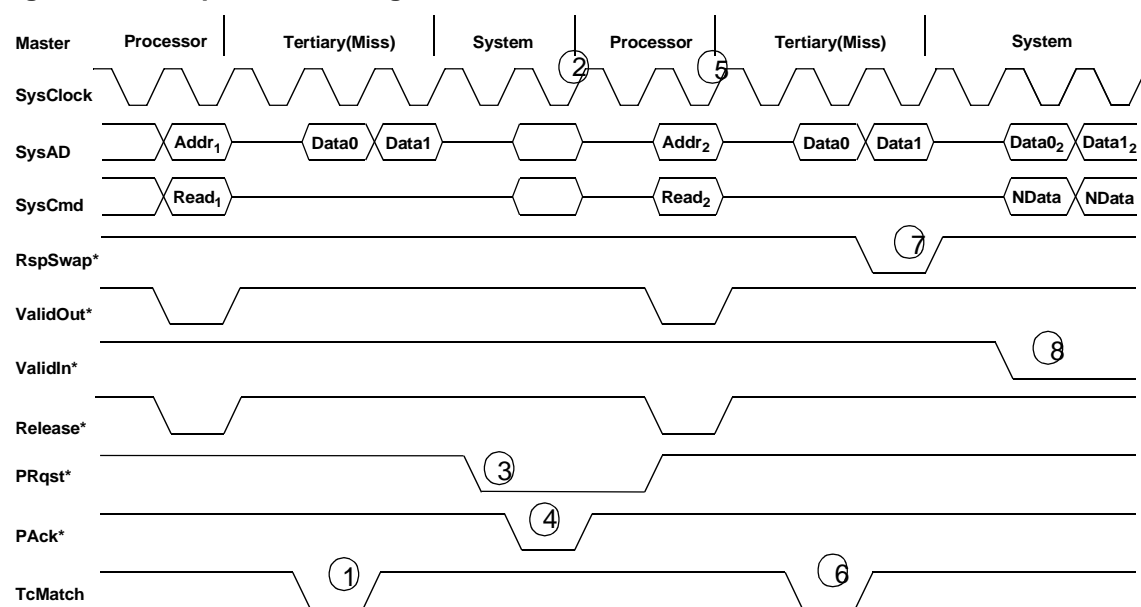 Master Processor Tertiary(Miss) System Processor Tertiary(Miss) System
2 5
SysClock
SysAD Addr1 Data0 Data1 Addr2 Data0 Data1 Data02 Data12
SysCmd Read1 Read2 NData NData
RspSwap* 7
ValidOut*
ValidIn* 8
Release*
PRqst* 3
PAck* 4
TcMatch 1 6